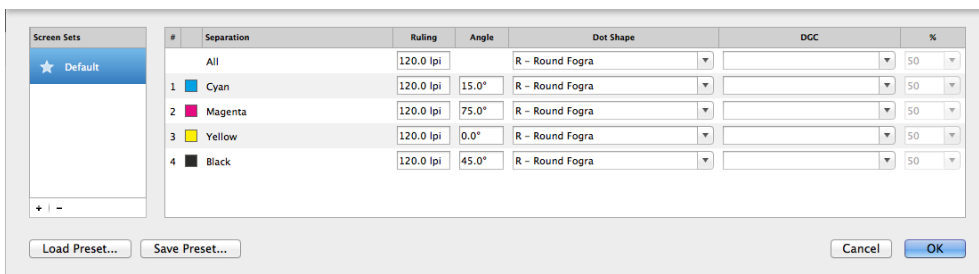 Screen Sets
Default
+ | -
# Separation Ruling Angle Dot Shape DGC %
All 120.0 lpi R - Round Fogra 50
1 Cyan 120.0 lpi 15.0° R - Round Fogra 50
2 Magenta 120.0 lpi 75.0° R - Round Fogra 50
3 Yellow 120.0 lpi 0.0° R - Round Fogra 50
4 Black 120.0 lpi 45.0° R - Round Fogra 50
Load Preset... Save Preset... Cancel OK